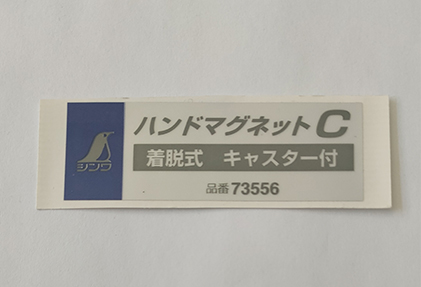 シンワ
ハンドマグネットC
着脱式 キャスター付
品番73556